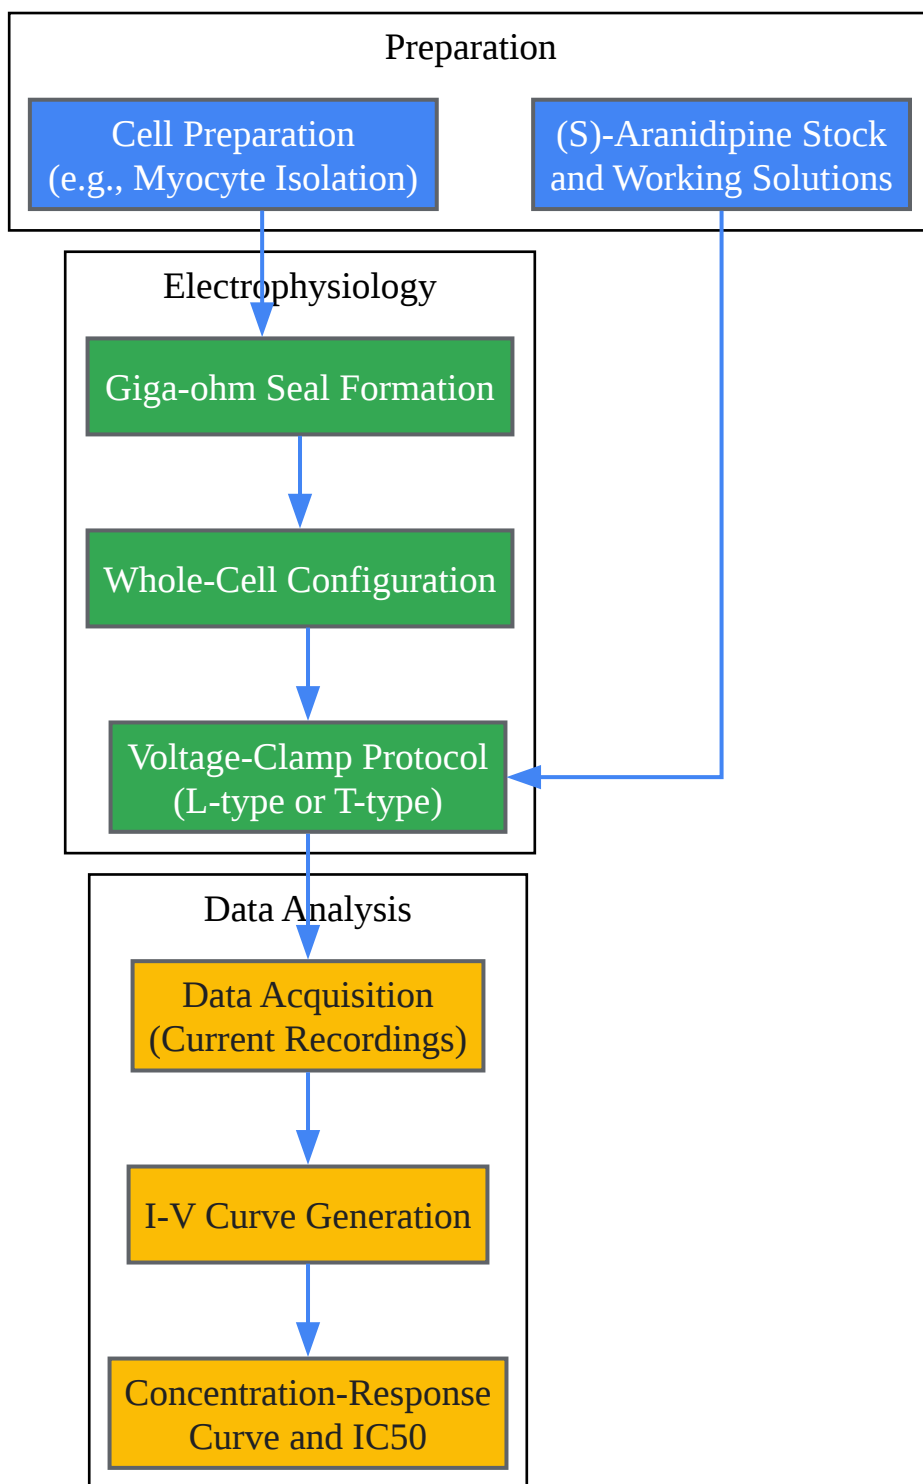 Preparation
Cell Preparation
(e.g., Myocyte Isolation)
(S)-Aranidipine Stock
and Working Solutions
Electrophysiology
Giga-ohm Seal Formation
Whole-Cell Configuration
Voltage-Clamp Protocol
(L-type or T-type)
Data Analysis
Data Acquisition
(Current Recordings)
I-V Curve Generation
Concentration-Response
Curve and IC50